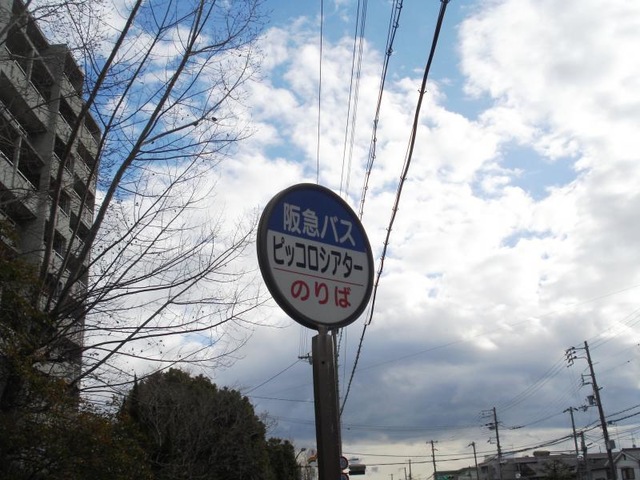 阪急バス
ピッコロシアター
のりば